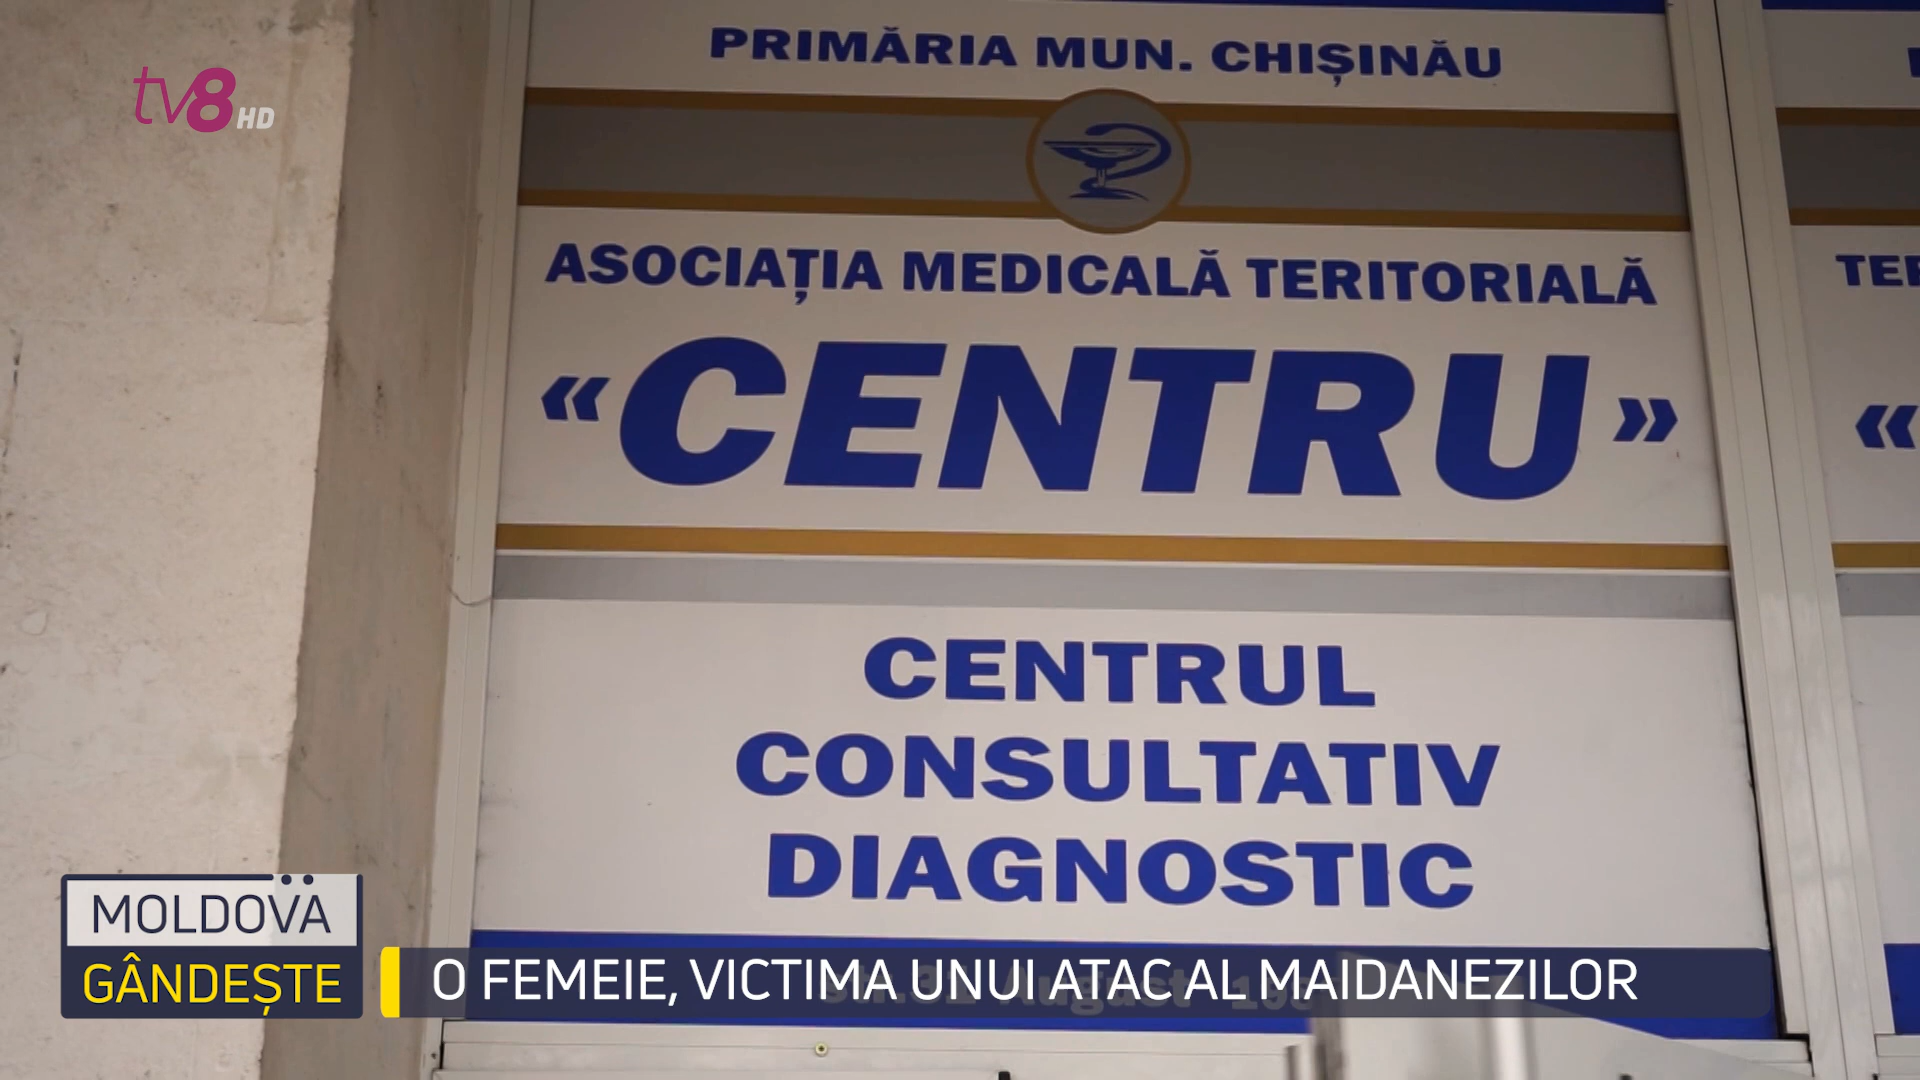 tv8 HD
PRIMĂRIA MUN. CHIȘINĂU
ASOCIAȚIA MEDICALĂ TERITORIALĂ
«CENTRU»
CENTRUL
CONSULTATIV
DIAGNOSTIC
TER
«
MOLDOVA
GÂNDEȘTE
O FEMEIE, VICTIMA UNUI ATAC AL MAIDANEZILOR